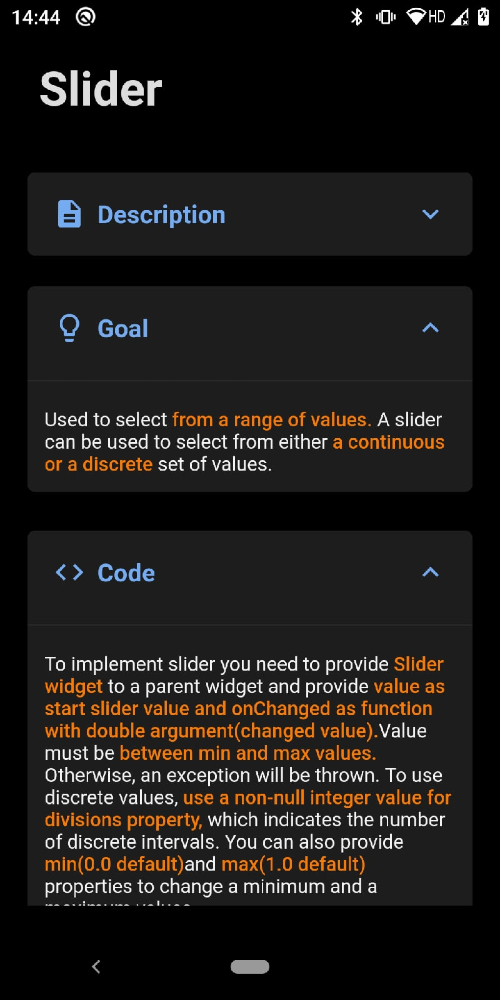 14:44
HD
Slider
Description
Goal
Used to select from a range of values. A slider
can be used to select from either a continuous
or a discrete set of values.
Code
To implement slider you need to provide Slider
widget to a parent widget and provide value as
start slider value and onChanged as function
with double argument(changed value).Value
must be between min and max values.
Otherwise, an exception will be thrown. To use
discrete values, use a non-null integer value for
divisions property, which indicates the number
of discrete intervals. You can also provide
min(0.0 default)and max(1.0 default)
properties to change a minimum and a